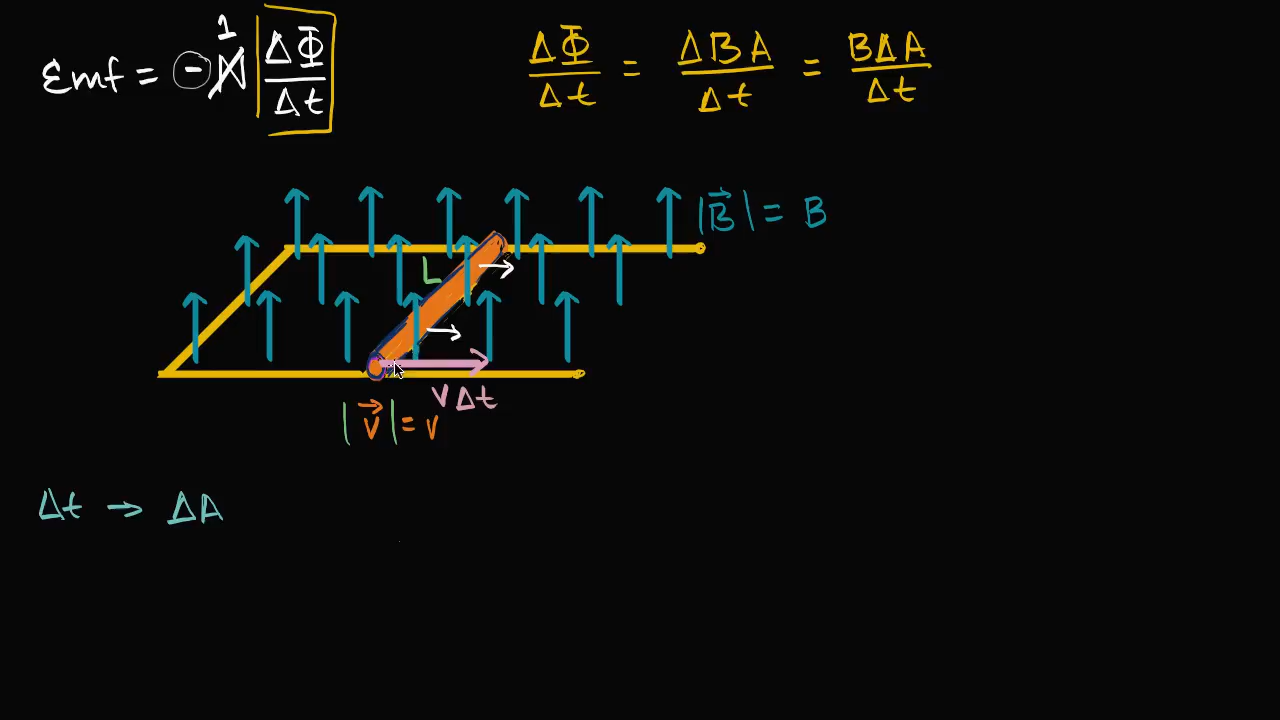 Emf = - N 1 ΔΦ/Δt
ΔΦ/Δt = ΔBA/Δt = BΔA/Δt
|B⃗| = B
L
vΔt
|v⃗| = v
Δt → ΔA